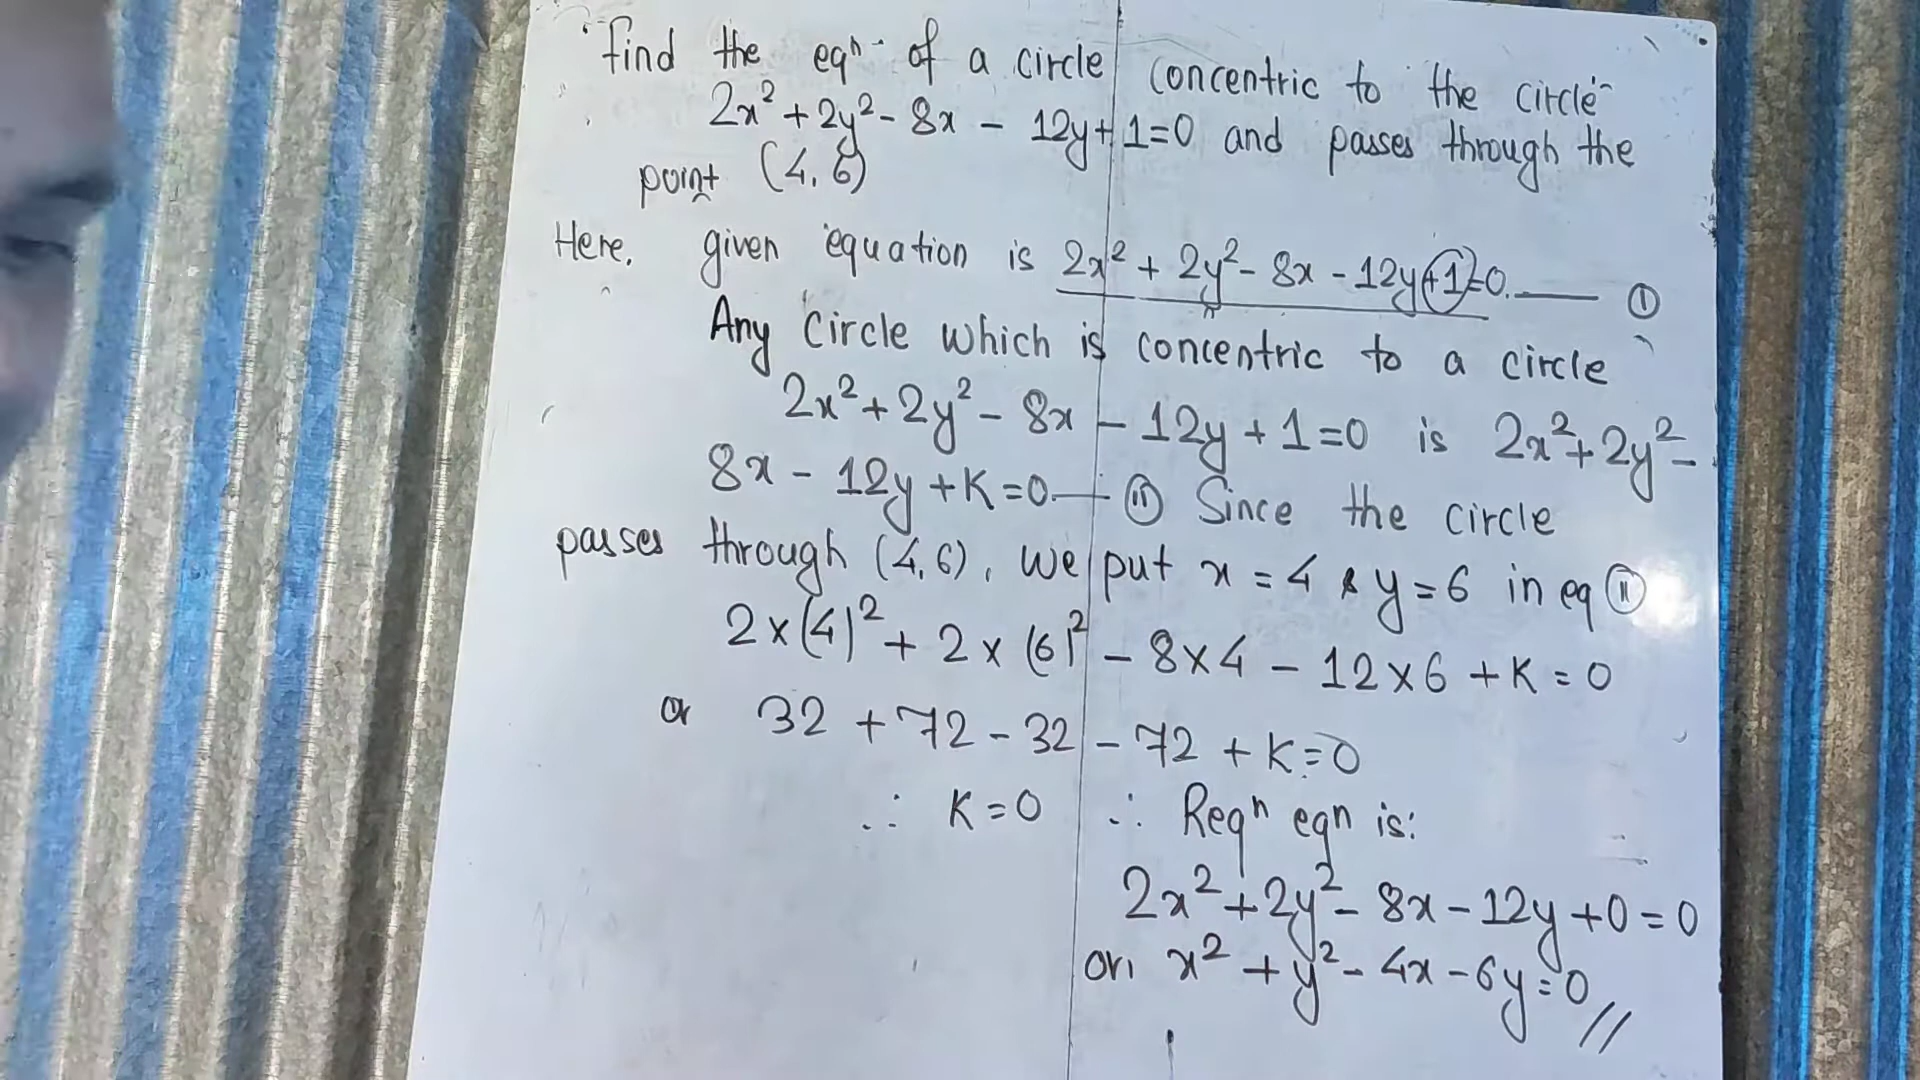 find the eqn of a circle concentric to the circle
2x² + 2y² - 8x - 12y + 1 = 0 and passes through the
point (4, 6)
Here, given equation is 2x² + 2y² - 8x - 12y + 1 = 0. —— (i)
Any circle which is concentric to a circle
2x² + 2y² - 8x - 12y + 1 = 0 is 2x² + 2y² -
8x - 12y + K = 0. — (ii) Since the circle
passes through (4, 6), we put x = 4 & y = 6 in eq (ii)
2 × (4)² + 2 × (6)² - 8 × 4 - 12 × 6 + K = 0
or 32 + 72 - 32 - 72 + K = 0
∴ K = 0 ∴ Reqn eqn is:
2x² + 2y² - 8x - 12y + 0 = 0
or, x² + y² - 4x - 6y = 0 //